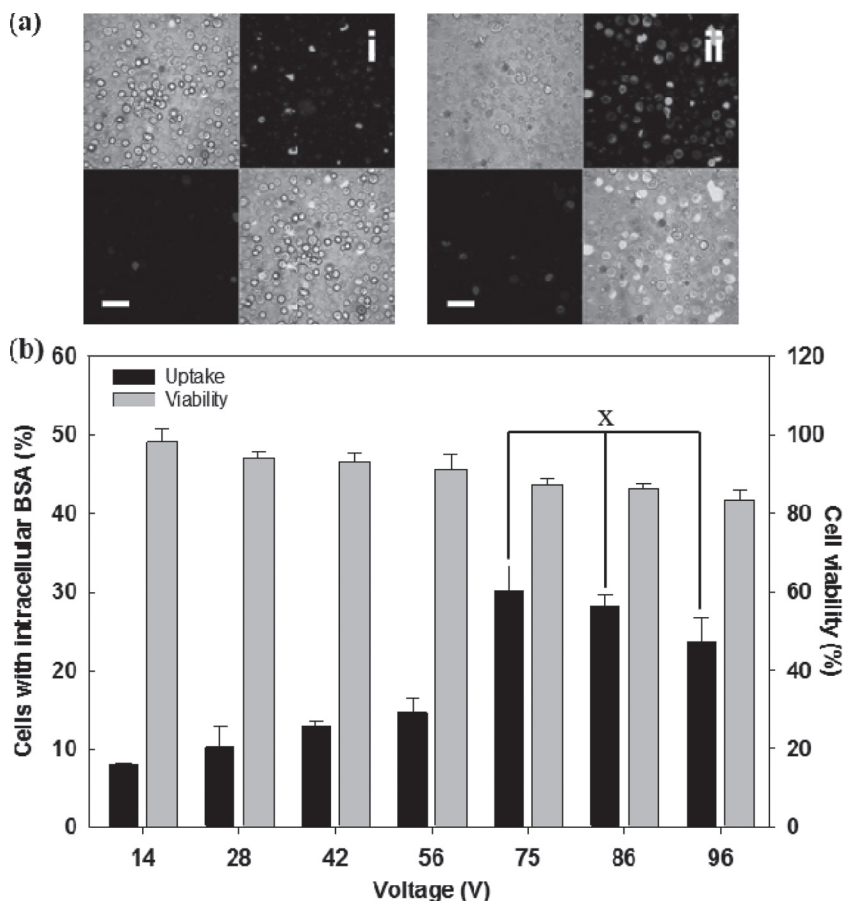 (a)
i
ii
(b)
60
50
40
30
20
10
0
Cells with intracellular BSA (%)
Uptake
Viability
X
120
100
80
60
40
20
0
Cell viability
(%)
14 28 42 56 75 86 96
Voltage (V)